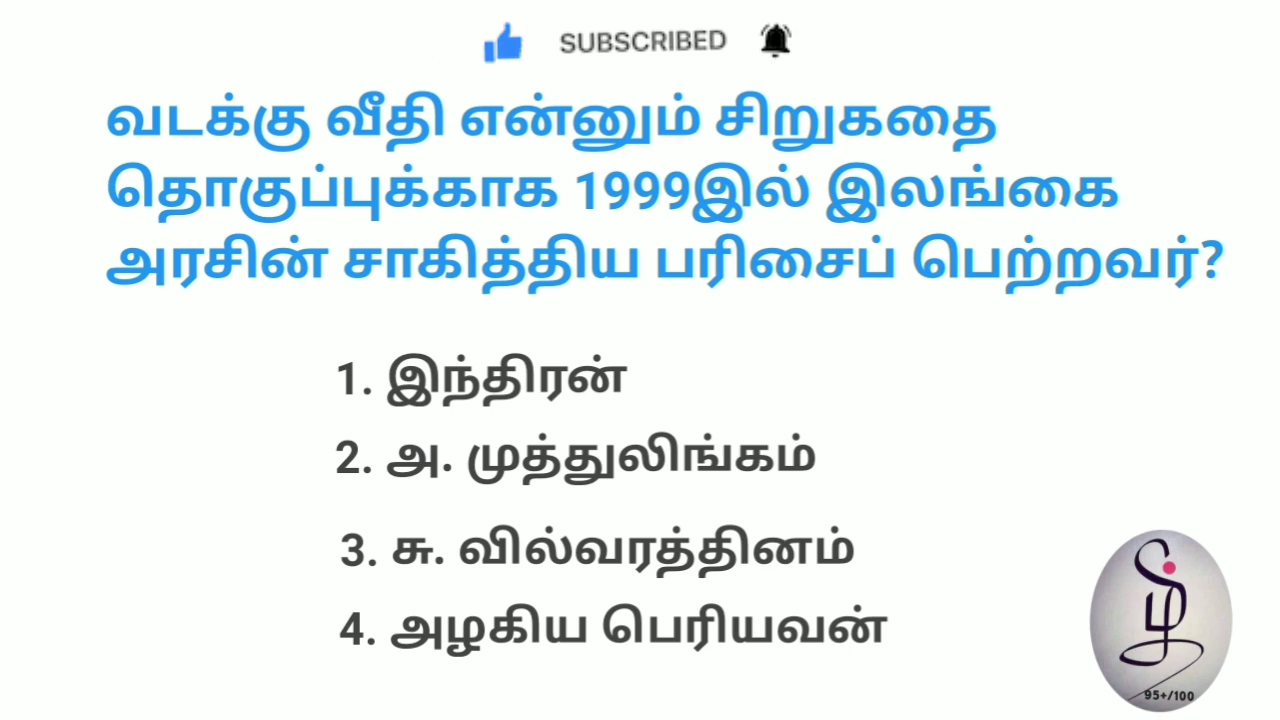 SUBSCRIBED
வடக்கு வீதி என்னும் சிறுகதை
தொகுப்புக்காக 1999இல் இலங்கை
அரசின் சாகித்திய பரிசைப் பெற்றவர்?
1. இந்திரன்
2. அ. முத்துலிங்கம்
3. சு. வில்வரத்தினம்
4. அழகிய பெரியவன்
ழ்
95+/100